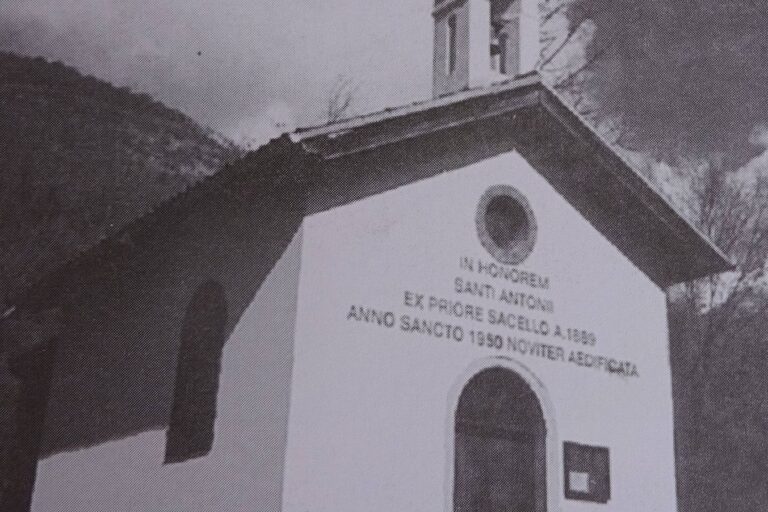 IN HONOREM
SANTI ANTONII
EX PRIORE SACELLO A.1889
ANNO SANCTO 1950 NOVITER AEDIFICATA